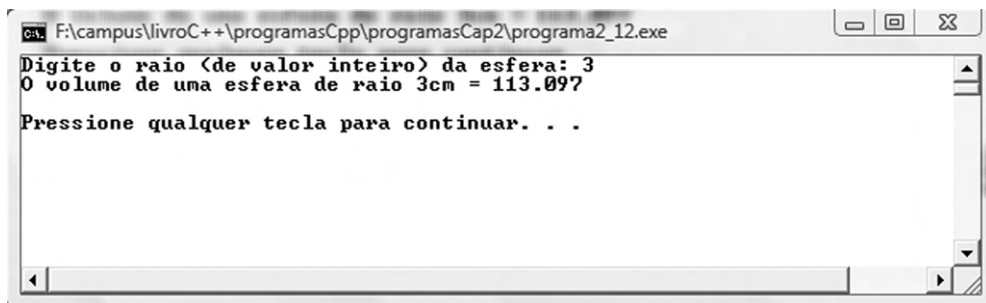 F:\campus\livroC++\programasCpp\programasCap2\programa2_12.exe
Digite o raio (de valor inteiro) da esfera: 3
O volume de uma esfera de raio 3cm = 113.097
Pressione qualquer tecla para continuar. . .